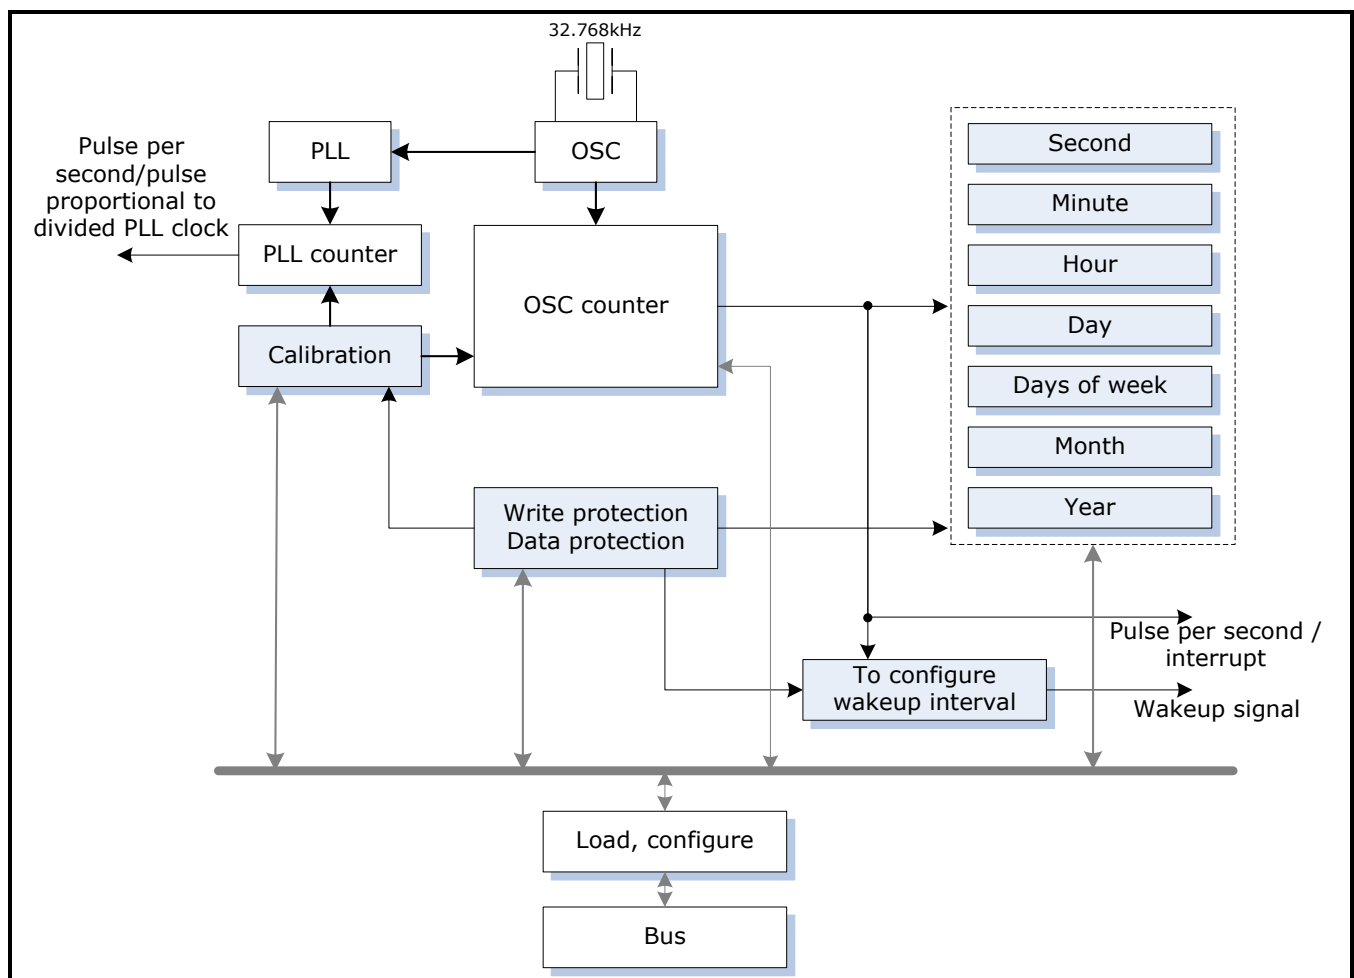 32.768kHz
PLL
OSC
Second
Pulse per
second/pulse
proportional to
divided PLL clock
Minute
PLL counter
OSC counter
Hour
Calibration
Day
Days of week
Month
Write protection
Data protection
Year
Pulse per second /
interrupt
To configure
wakeup interval
Wakeup signal
Load, configure
Bus